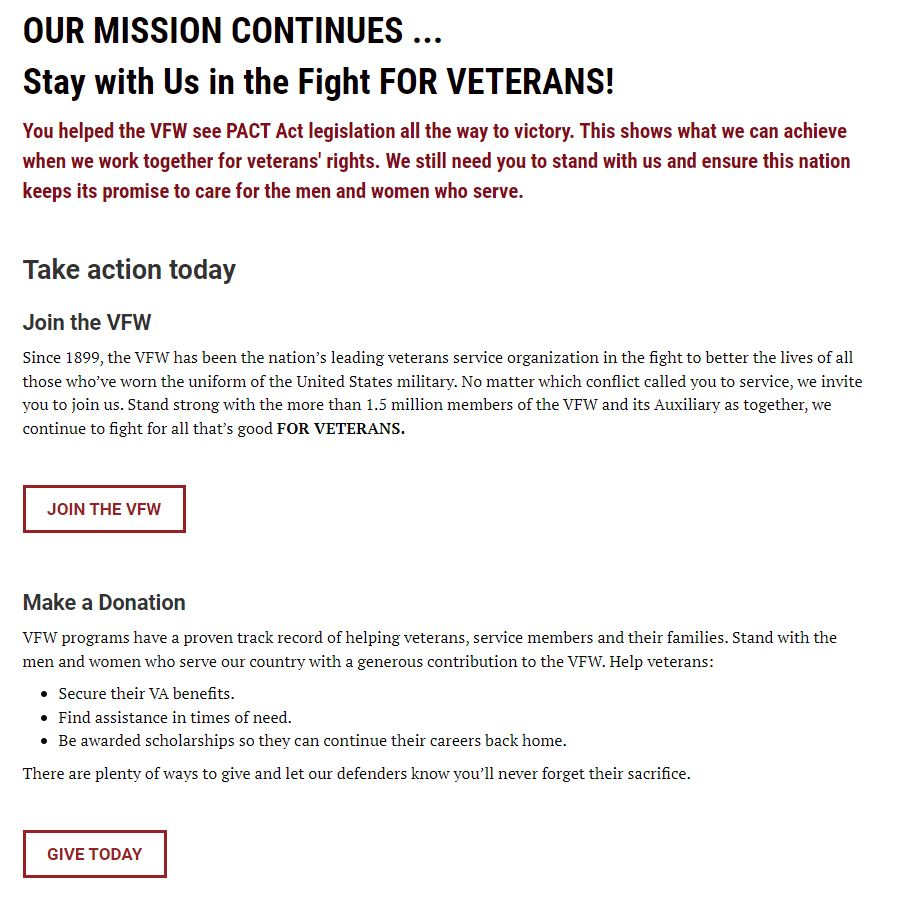 OUR MISSION CONTINUES ...
Stay with Us in the Fight FOR VETERANS!
You helped the VFW see PACT Act legislation all the way to victory. This shows what we can achieve
when we work together for veterans' rights. We still need you to stand with us and ensure this nation
keeps its promise to care for the men and women who serve.
Take action today
Join the VFW
Since 1899, the VFW has been the nation’s leading veterans service organization in the fight to better the lives of all
those who’ve worn the uniform of the United States military. No matter which conflict called you to service, we invite
you to join us. Stand strong with the more than 1.5 million members of the VFW and its Auxiliary as together, we
continue to fight for all that’s good FOR VETERANS.
JOIN THE VFW
Make a Donation
VFW programs have a proven track record of helping veterans, service members and their families. Stand with the
men and women who serve our country with a generous contribution to the VFW. Help veterans:
• Secure their VA benefits.
• Find assistance in times of need.
• Be awarded scholarships so they can continue their careers back home.
There are plenty of ways to give and let our defenders know you’ll never forget their sacrifice.
GIVE TODAY